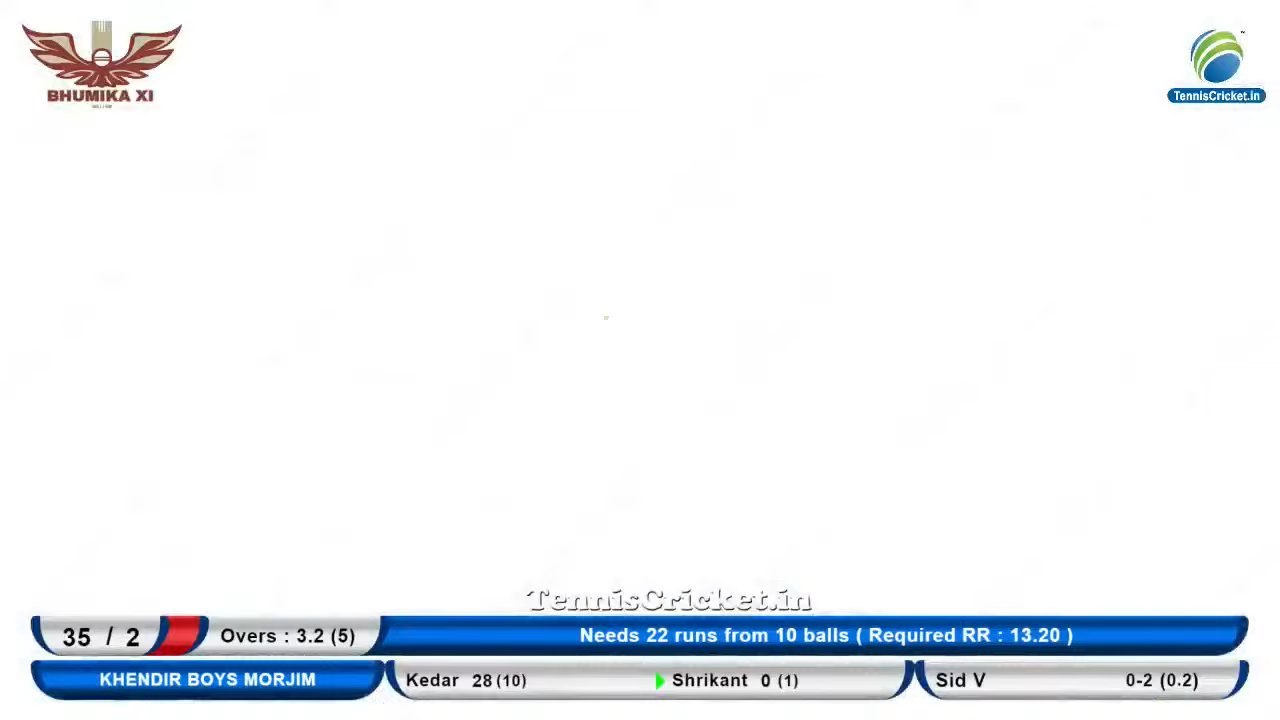 BHUMIKA XI
TennisCricket.in
TennisCricket.in
35 / 2 Overs : 3.2 (5) Needs 22 runs from 10 balls ( Required RR : 13.20 )
KHENDIR BOYS MORJIM Kedar 28 (10) Shrikant 0 (1) Sid V 0-2 (0.2)